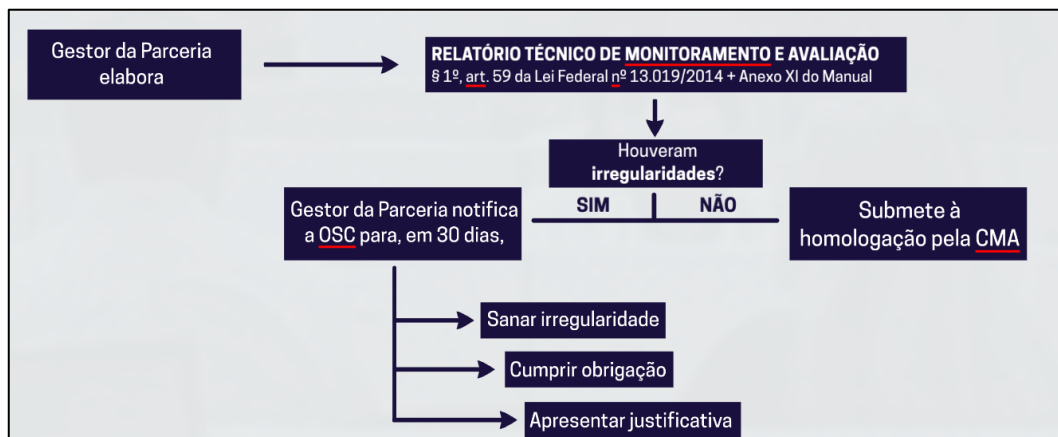 Gestor da Parceria
elabora
RELATÓRIO TÉCNICO DE MONITORAMENTO E AVALIAÇÃO
§ 1º, art. 59 da Lei Federal nº 13.019/2014 + Anexo XI do Manual
Houveram
irregularidades?
SIM
NÃO
Gestor da Parceria notifica
a OSC para, em 30 dias,
Submete à
homologação pela CMA
Sanar irregularidade
Cumprir obrigação
Apresentar justificativa